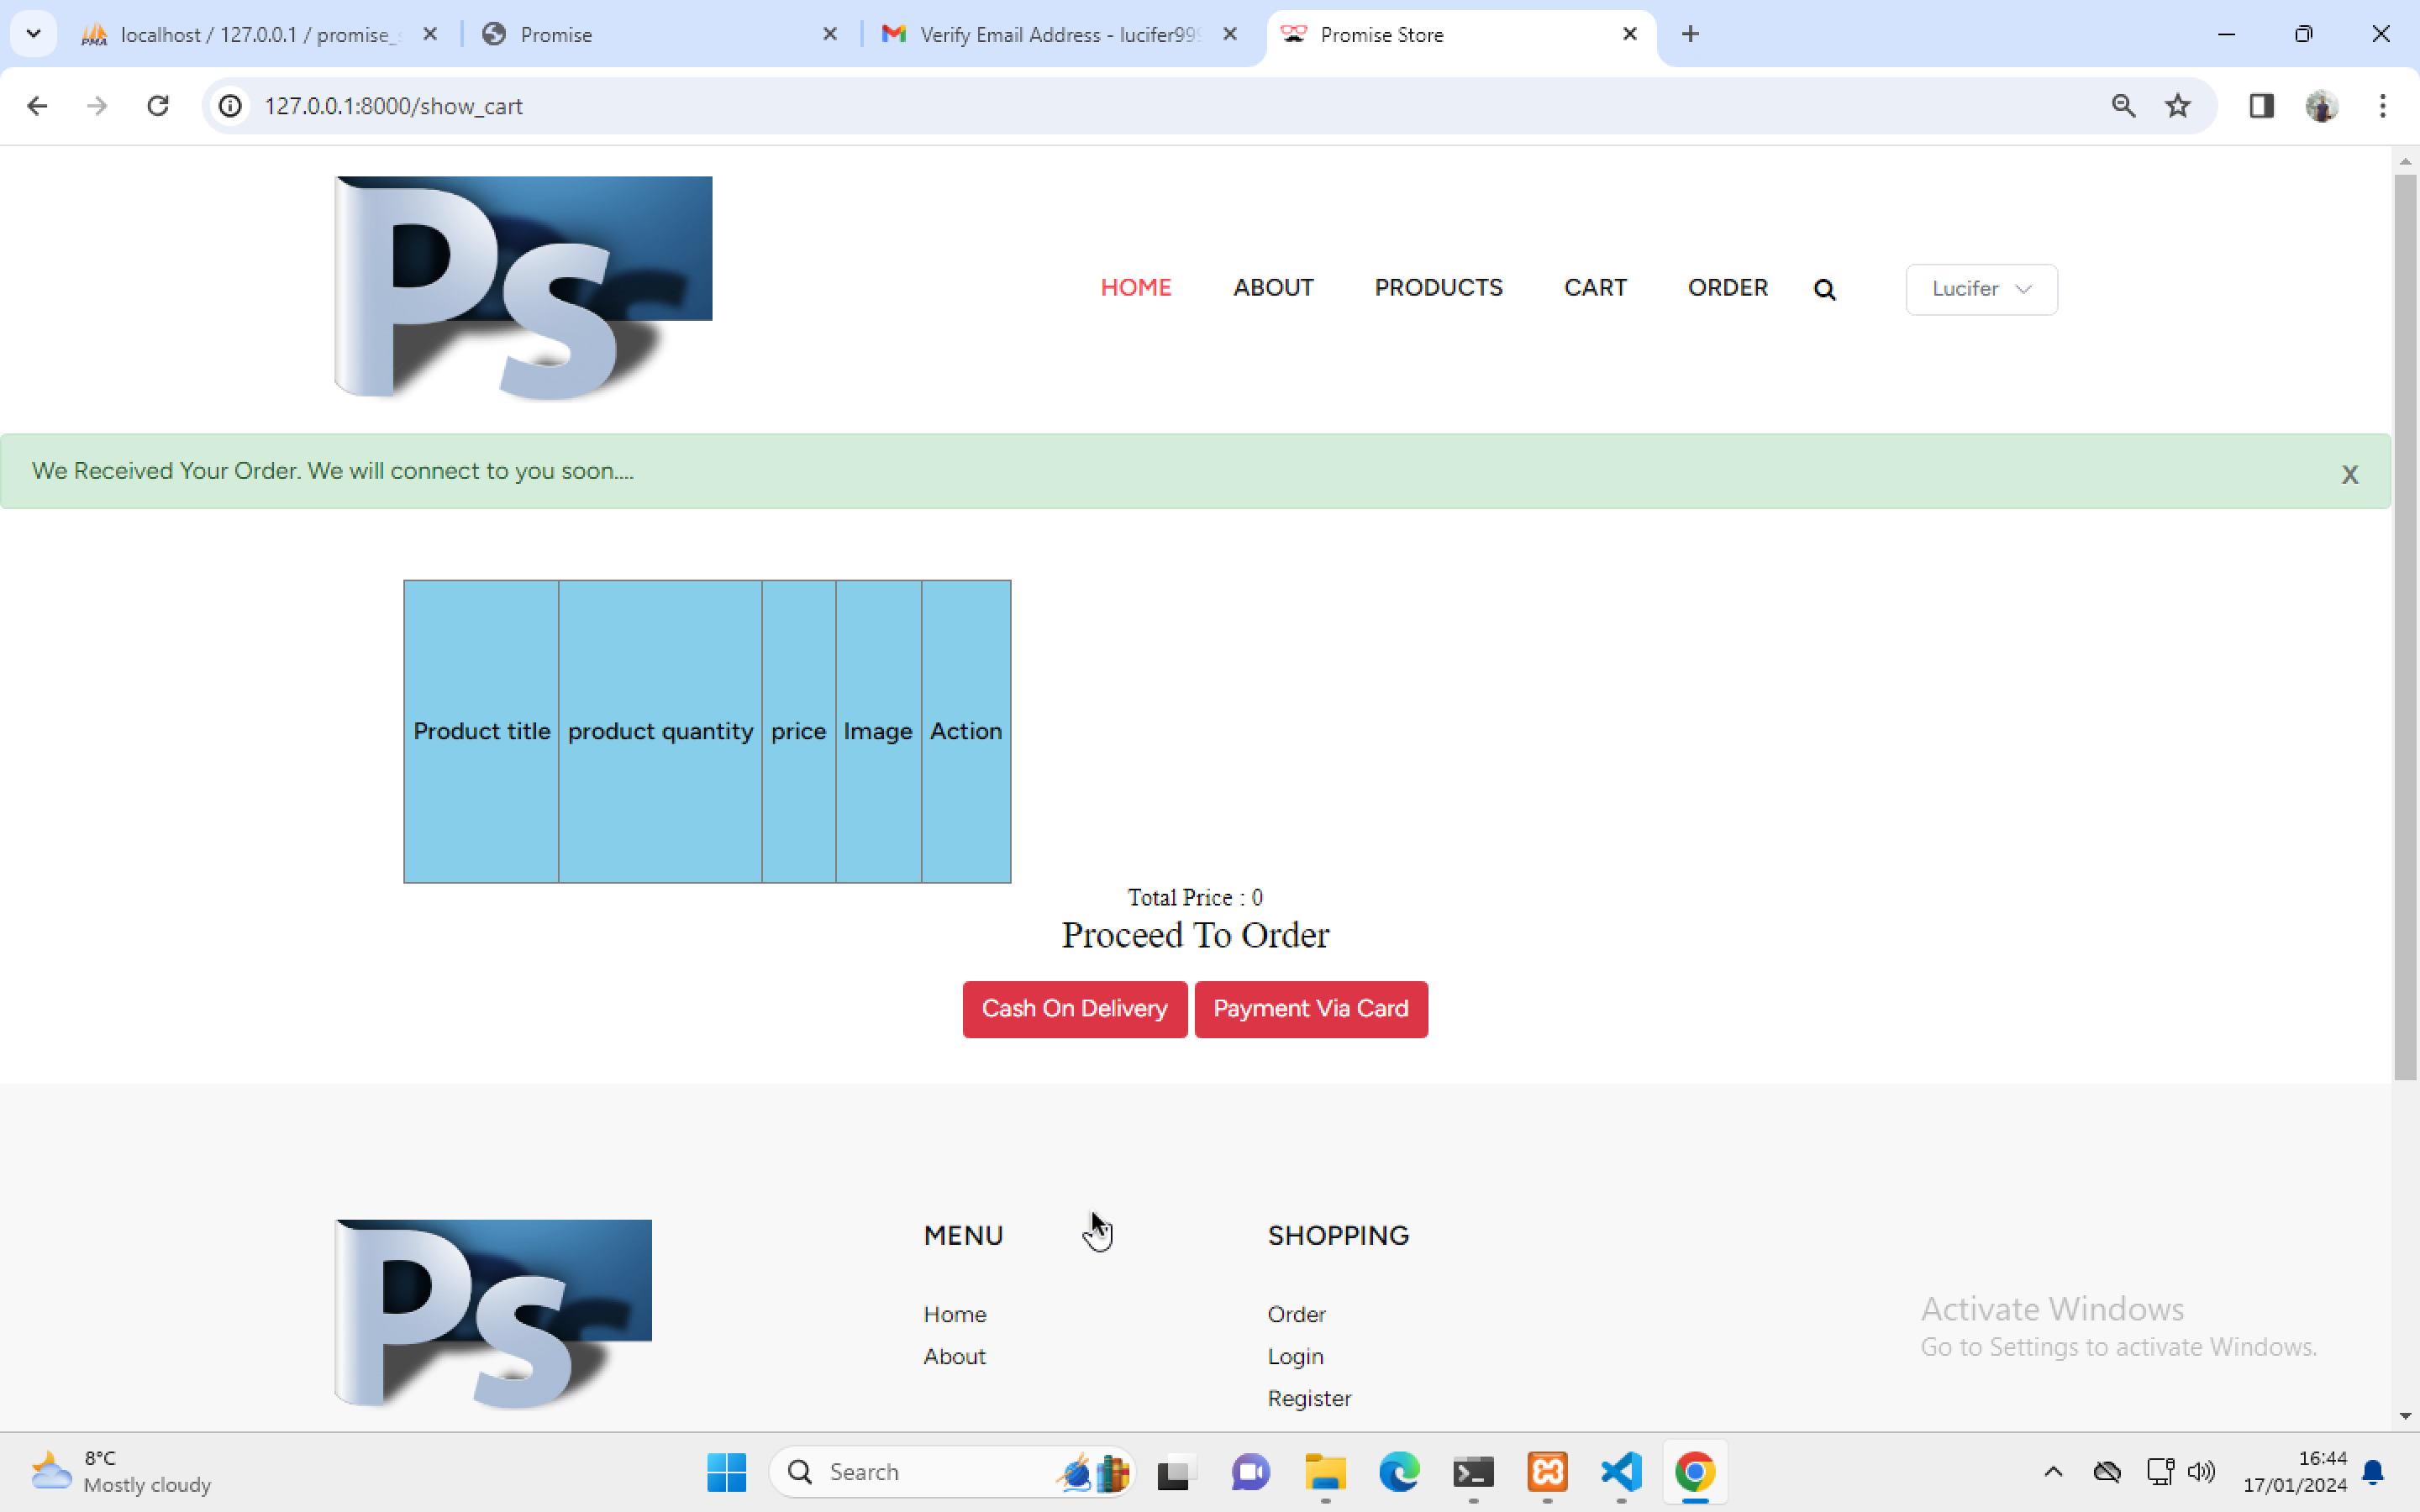 localhost / 127.0.0.1 / promise_s
Promise
Verify Email Address - lucifer999
Promise Store
127.0.0.1:8000/show_cart
Ps
HOME
ABOUT
PRODUCTS
CART
ORDER
Lucifer
We Received Your Order. We will connect to you soon....
X
Product title
product quantity
price
Image
Action
Total Price : 0
Proceed To Order
Cash On Delivery
Payment Via Card
Ps
MENU
SHOPPING
Home
Order
About
Login
Register
Activate Windows
Go to Settings to activate Windows.
8°C
Mostly cloudy
Search
16:44
17/01/2024